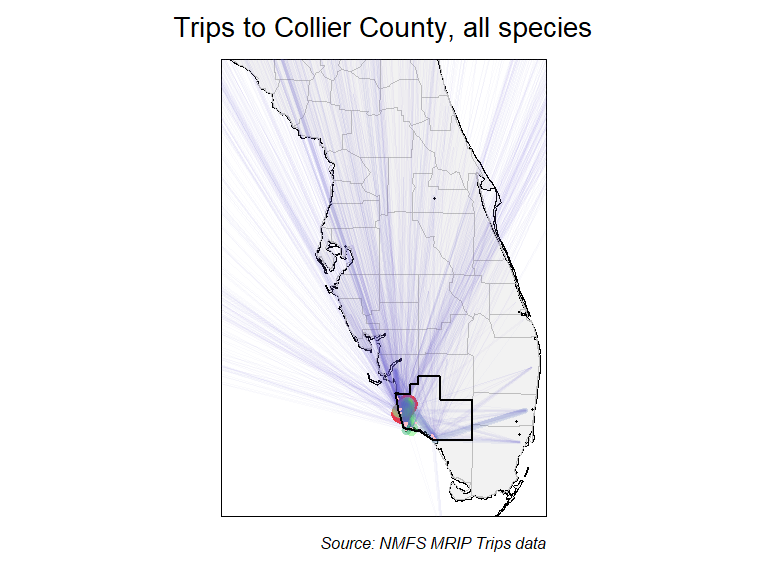 Trips to Collier County, all species
Source: NMFS MRIP Trips data